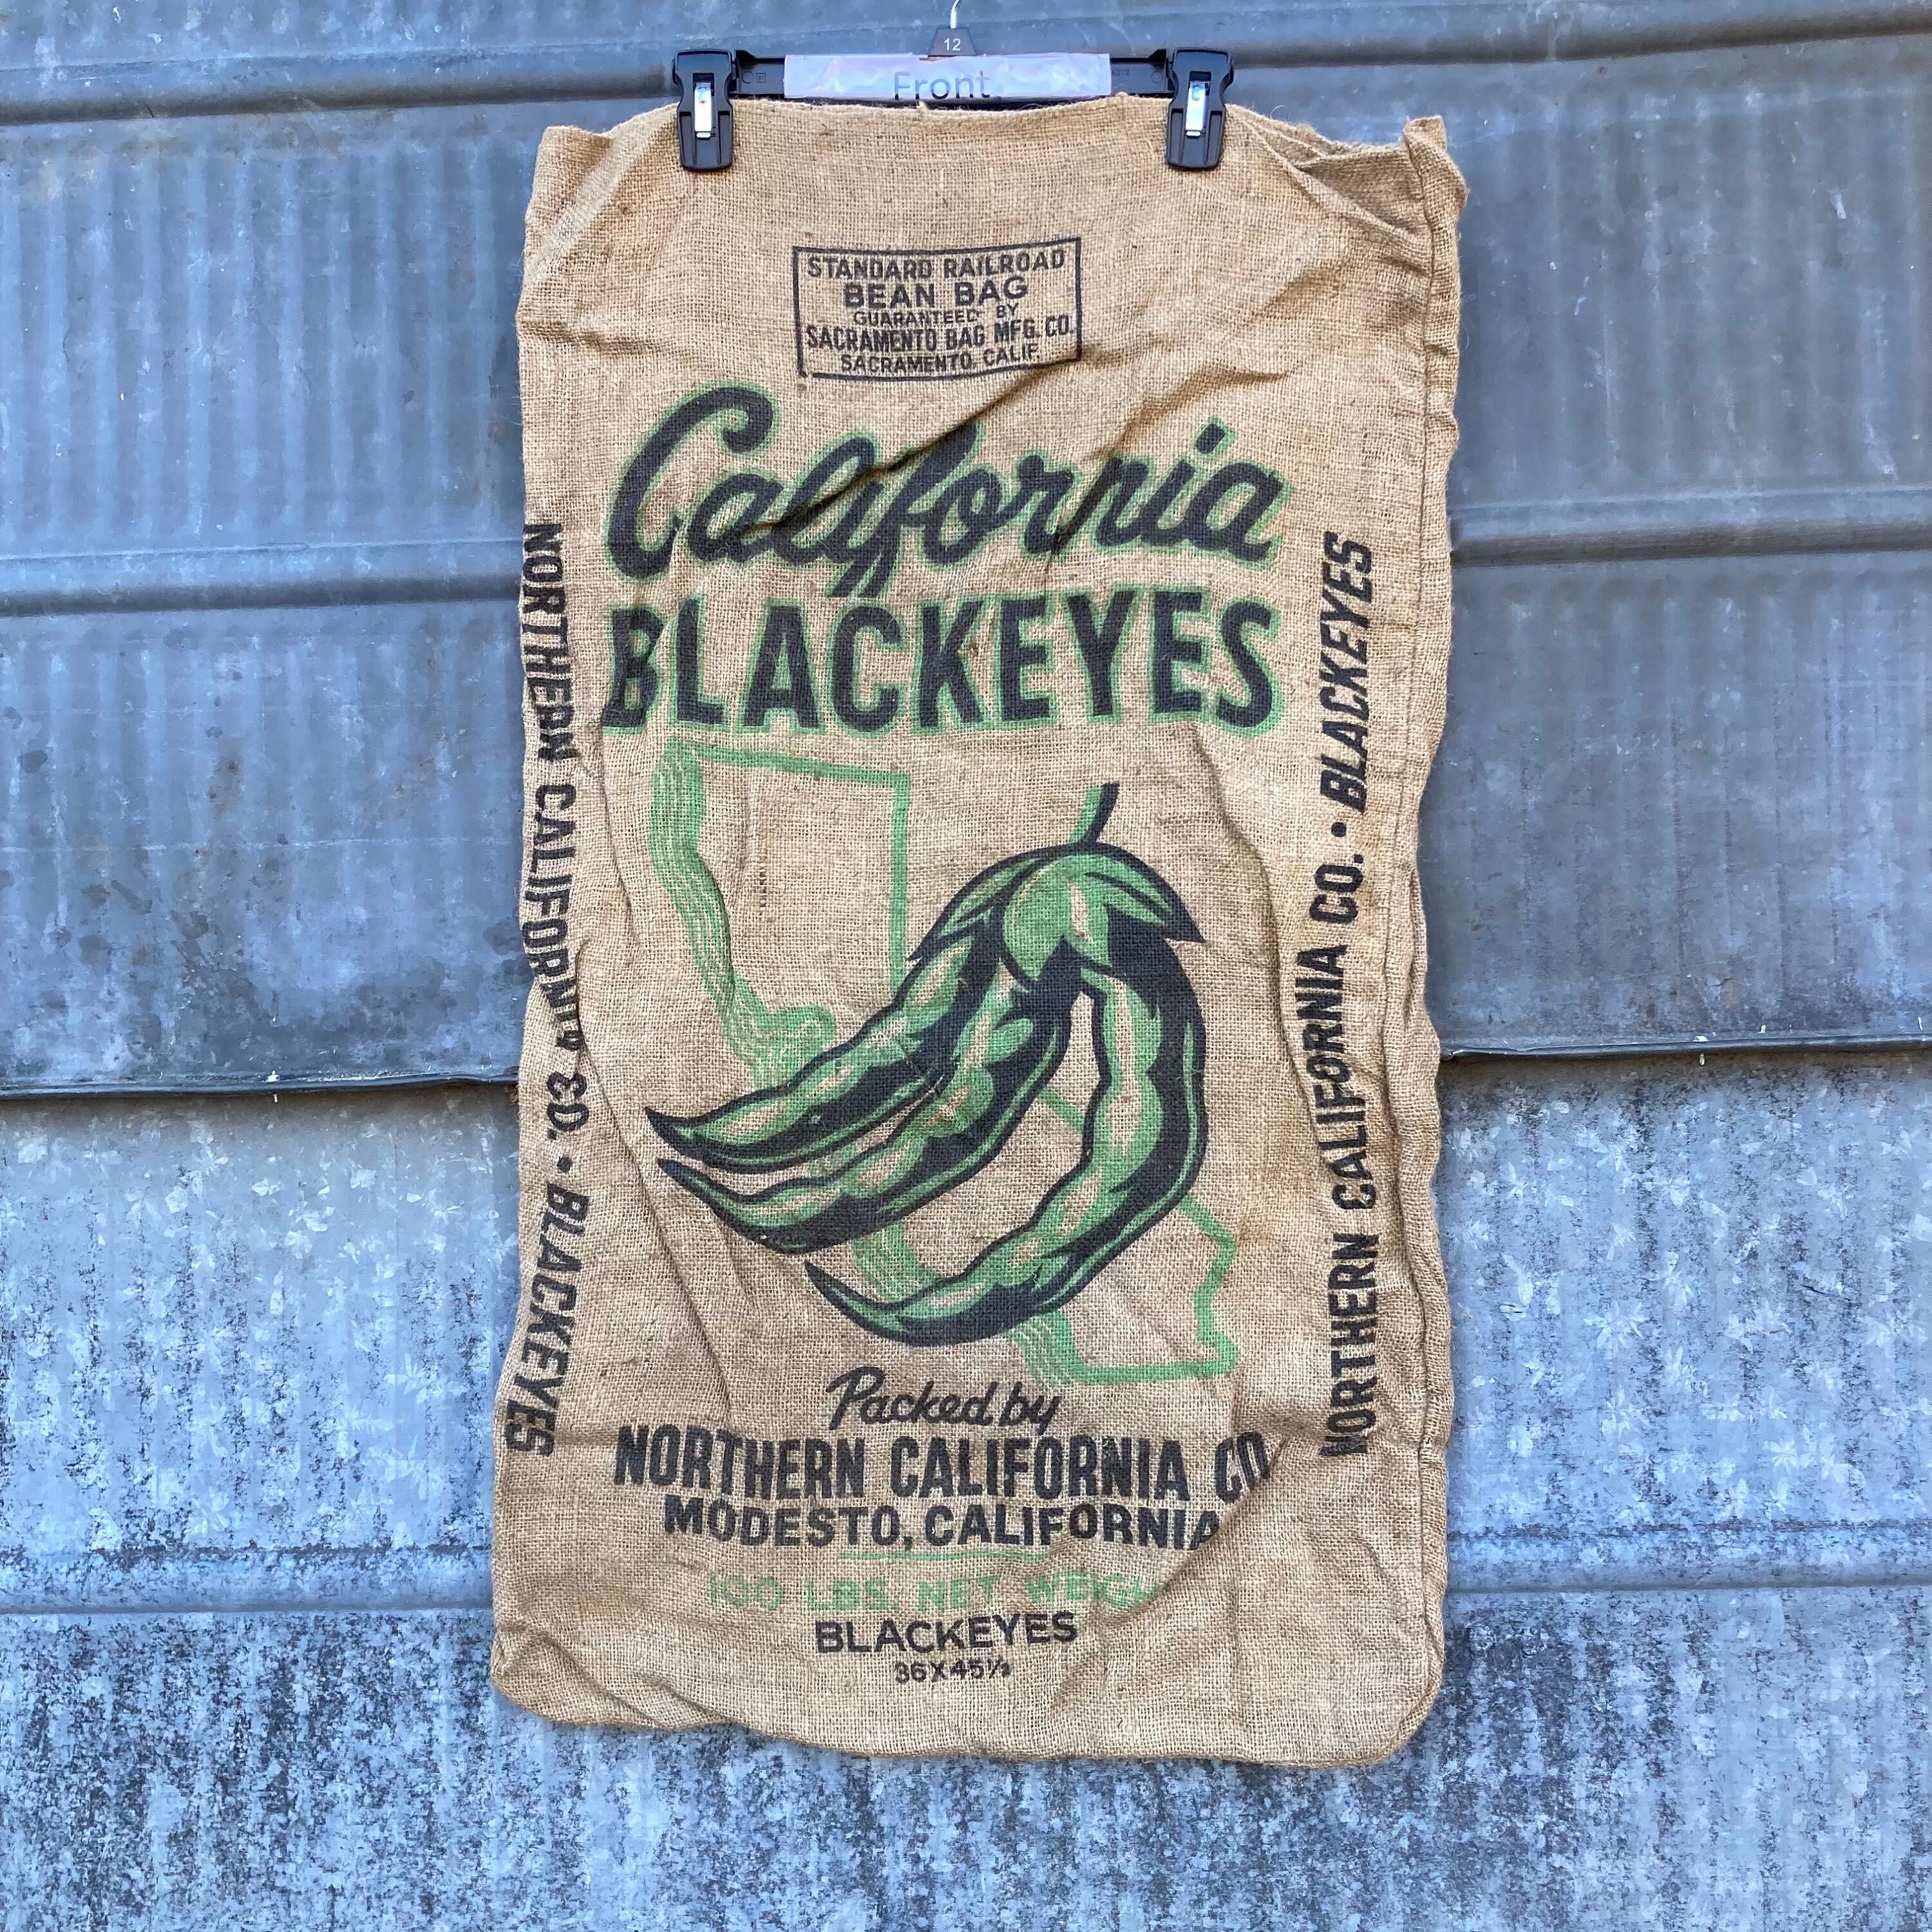 12
Front
STANDARD RAILROAD
BEAN BAG
GUARANTEED BY
SACRAMENTO BAG MFG. CO.
SACRAMENTO, CALIF.
California
BLACKEYES
NORTHERN CALIFORNIA CO. • BLACKEYES
NORTHERN CALIFORNIA CO. • BLACKEYES
Packed by
NORTHERN CALIFORNIA CO
MODESTO, CALIFORNIA
100 LBS. NET WEIGH
BLACKEYES
36X45½